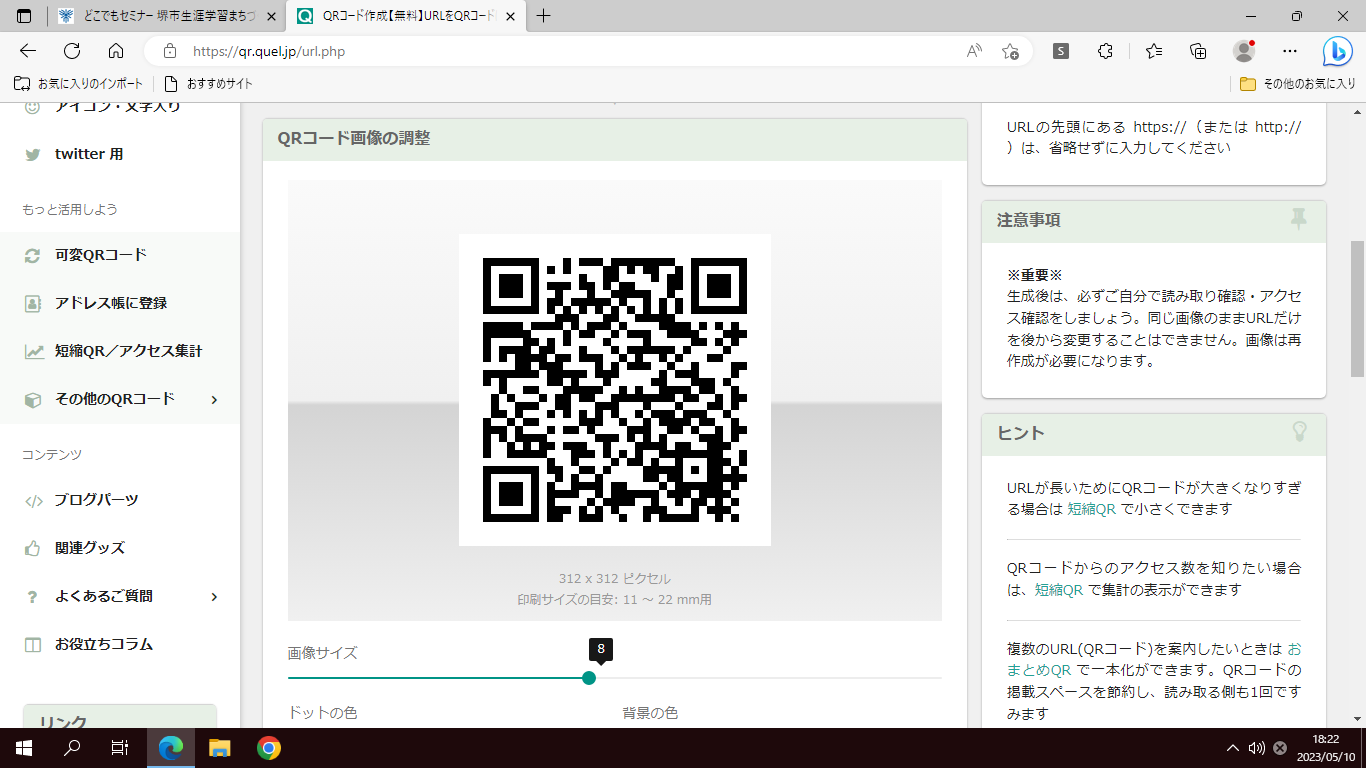 どこでもセミナー 堺市生涯学習まちづ
QRコード作成【無料】URLをQRコード
https://qr.quel.jp/url.php
お気に入りのインポート
おすすめサイト
その他のお気に入り
アイコン・文字入り
twitter 用
もっと活用しよう
可変QRコード
アドレス帳に登録
短縮QR／アクセス集計
その他のQRコード
コンテンツ
ブログパーツ
関連グッズ
よくあるご質問
お役立ちコラム
リンク
QRコード画像の調整
312 x 312 ピクセル
印刷サイズの目安: 11 ～ 22 mm用
画像サイズ
8
ドットの色
背景の色
URLの先頭にある https://（または http://
）は、省略せずに入力してください
注意事項
※重要※
生成後は、必ずご自分で読み取り確認・アクセ
ス確認をしましょう。同じ画像のままURLだけ
を後から変更することはできません。画像は再
作成が必要になります。
ヒント
URLが長いためにQRコードが大きくなりすぎ
る場合は 短縮QR で小さくできます
QRコードからのアクセス数を知りたい場合
は、短縮QR で集計の表示ができます
複数のURL(QRコード)を案内したいときは お
まとめQR で一本化ができます。QRコードの
掲載スペースを節約し、読み取る側も1回です
みます
18:22
2023/05/10